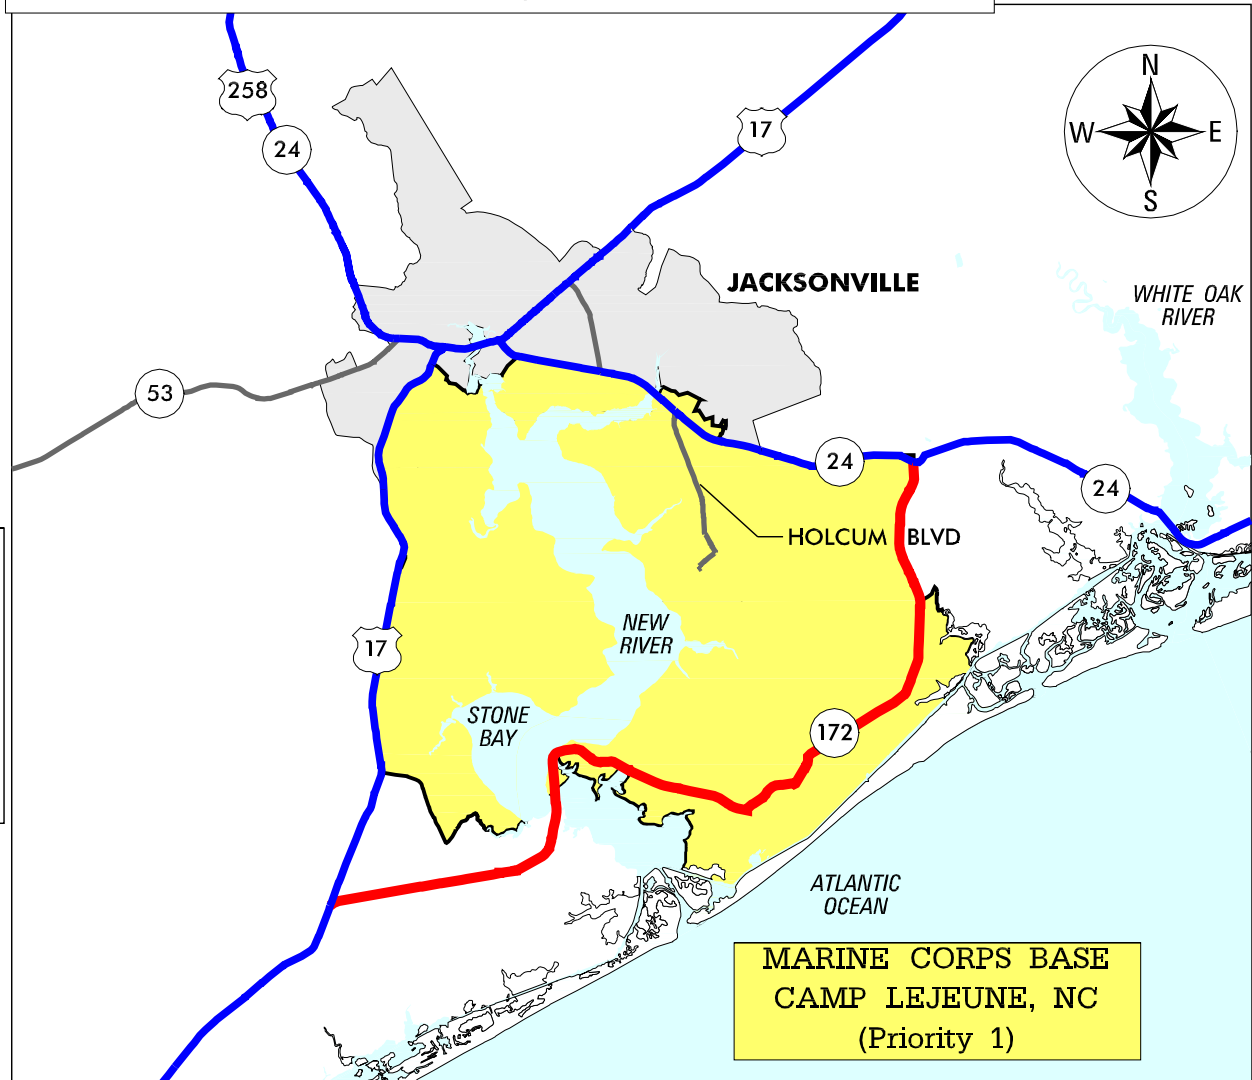 258
24
17
N
W E
S
JACKSONVILLE
WHITE OAK
RIVER
53
24
24
HOLCUM BLVD
NEW
RIVER
17
STONE
BAY
172
ATLANTIC
OCEAN
MARINE CORPS BASE
CAMP LEJEUNE, NC
(Priority 1)